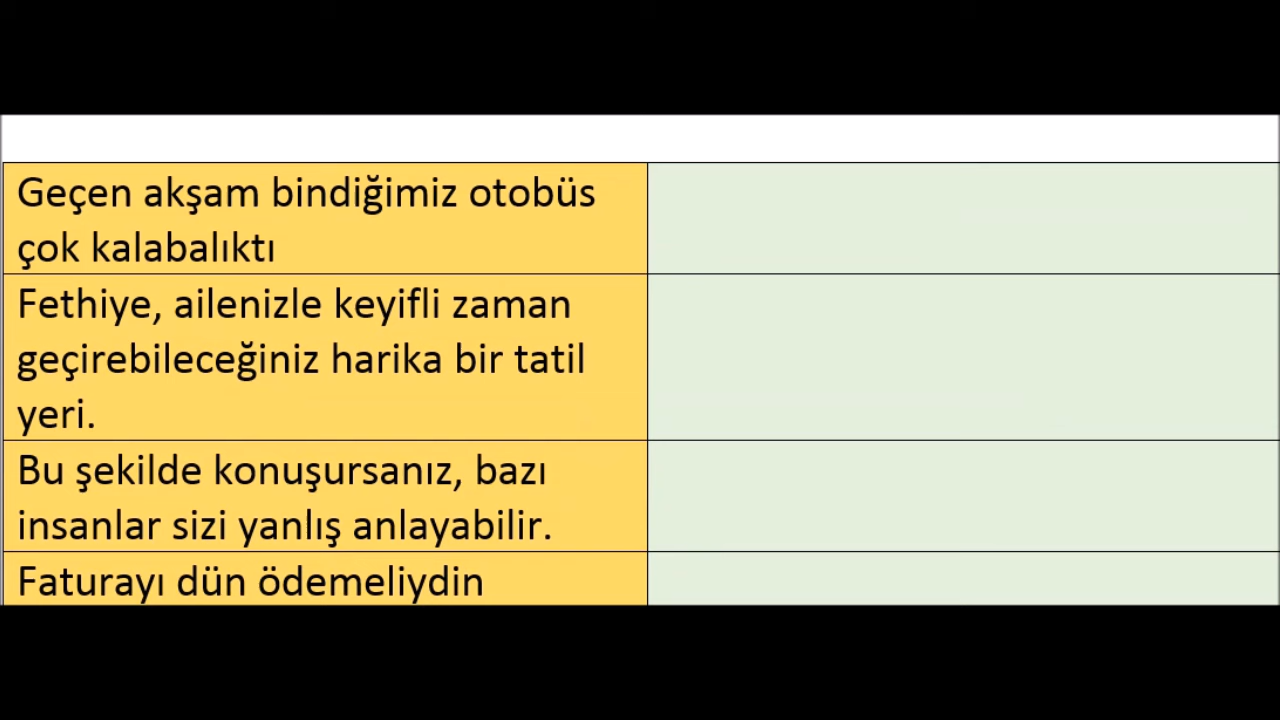 Geçen akşam bindiğimiz otobüs
çok kalabalıktı
Fethiye, ailenizle keyifli zaman
geçirebileceğiniz harika bir tatil
yeri.
Bu şekilde konuşursanız, bazı
insanlar sizi yanlış anlayabilir.
Faturayı dün ödemeliydin